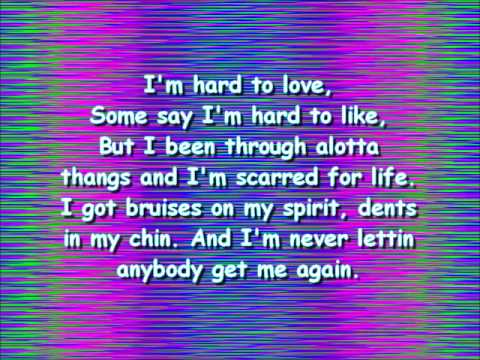 I'm hard to love,
Some say I'm hard to like,
But I been through alotta
thangs and I'm scarred for life.
I got bruises on my spirit, dents
in my chin. And I'm never lettin
anybody get me again.